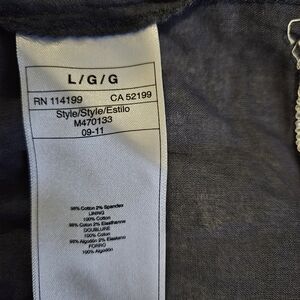 L/G/G
RN 114199 CA 52199
Style/Style/Estilo
M470133
09-11
98% Cotton 2% Spandex
LINING
100% Cotton
98% Coton 2% Elasthanne
DOUBLURE
100% Coton
98% Algodón 2% Elastano
FORRO
100% Algodón